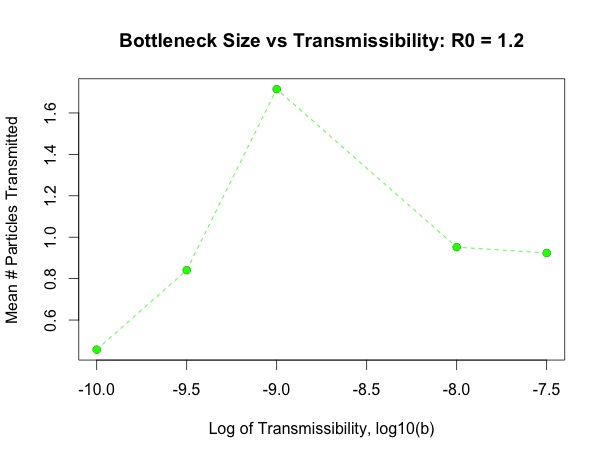 Bottleneck Size vs Transmissibility: R0 = 1.2
Mean # Particles Transmitted
1.6
1.4
1.2
1.0
0.8
0.6
-10.0 -9.5 -9.0 -8.5 -8.0 -7.5
Log of Transmissibility, log10(b)